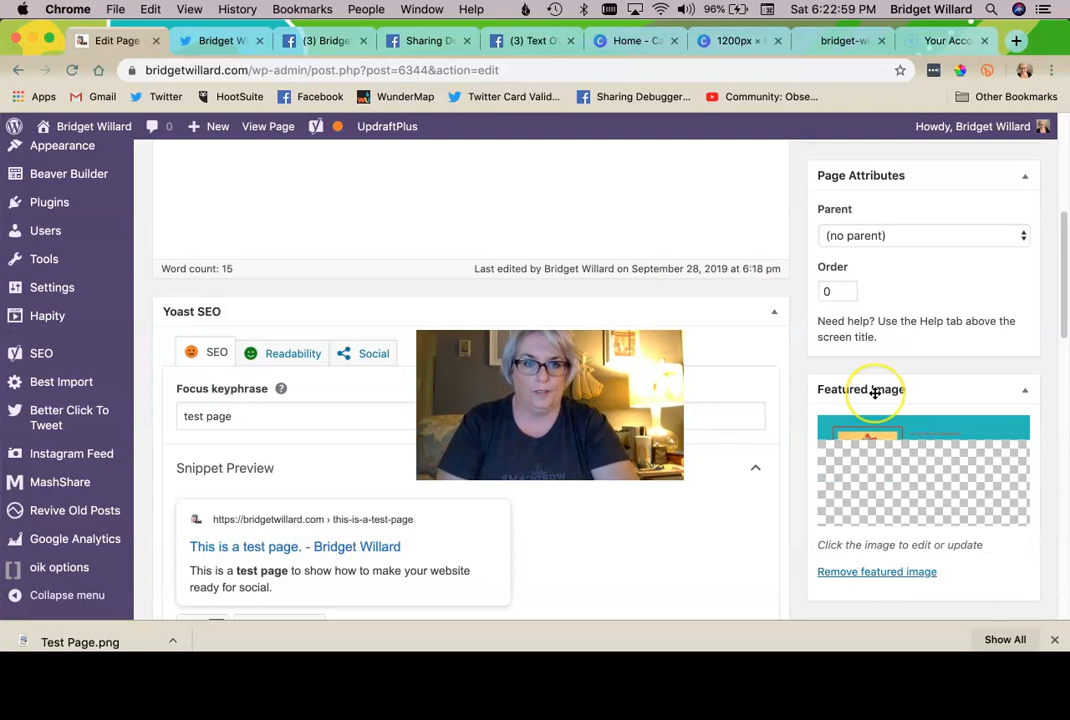 Chrome File Edit View History Bookmarks People Window Help 96% Sat 6:22:59 PM Bridget Willard
Edit Page Bridget W (3) Bridge Sharing D (3) Text O Home - Ca 1200px × bridget-wi Your Acco
bridgetwillard.com/wp-admin/post.php?post=6344&action=edit
Apps Gmail Twitter HootSuite Facebook WunderMap Twitter Card Valid... Sharing Debugger... Community: Obse... Other Bookmarks
Bridget Willard 0 New View Page UpdraftPlus Howdy, Bridget Willard
Appearance
Beaver Builder
Plugins
Users
Tools
Settings
Hapity
SEO
Best Import
Better Click To
Tweet
Instagram Feed
MashShare
Revive Old Posts
Google Analytics
oik options
Collapse menu
Word count: 15 Last edited by Bridget Willard on September 28, 2019 at 6:18 pm
Yoast SEO
SEO Readability Social
Focus keyphrase ?
test page
Snippet Preview
https://bridgetwillard.com › this-is-a-test-page
This is a test page. - Bridget Willard
This is a test page to show how to make your website
ready for social.
Page Attributes
Parent
(no parent)
Order
0
Need help? Use the Help tab above the
screen title.
Featured Image
Click the image to edit or update
Remove featured image
Test Page.png Show All